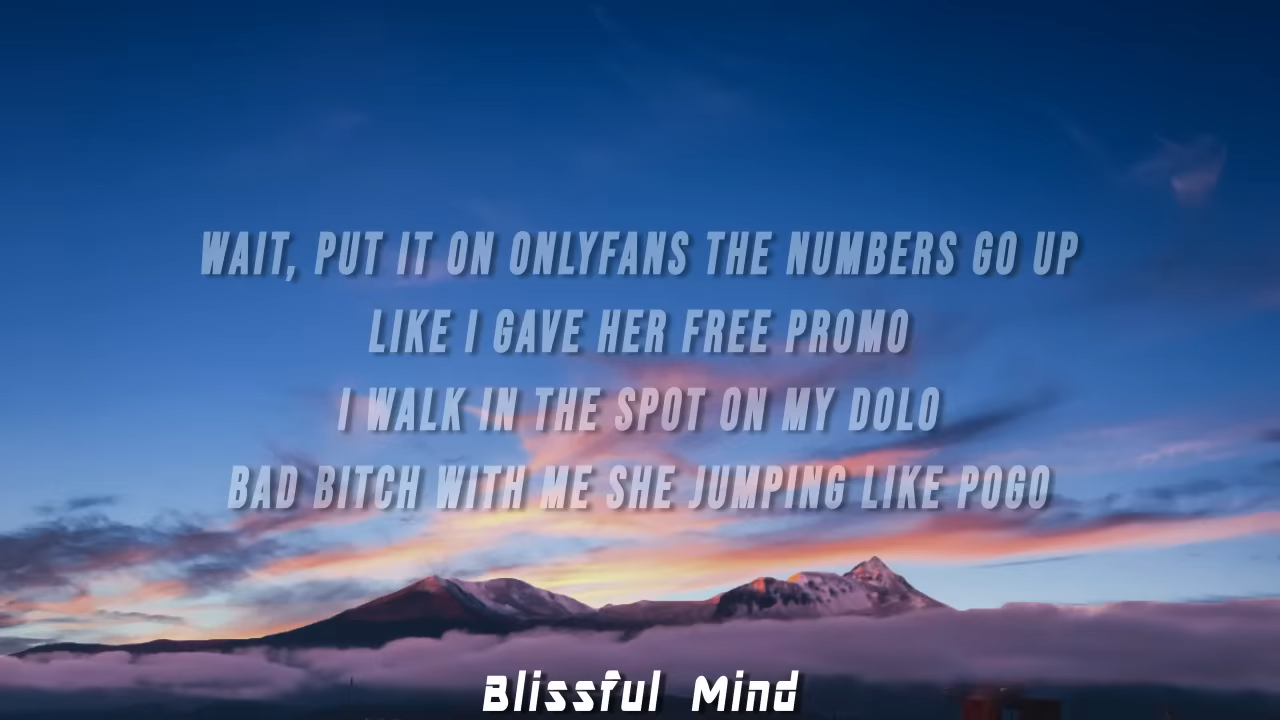 WAIT, PUT IT ON ONLYFANS THE NUMBERS GO UP
LIKE I GAVE HER FREE PROMO
I WALK IN THE SPOT ON MY DOLO
BAD BITCH WITH ME SHE JUMPING LIKE POGO
Blissful Mind